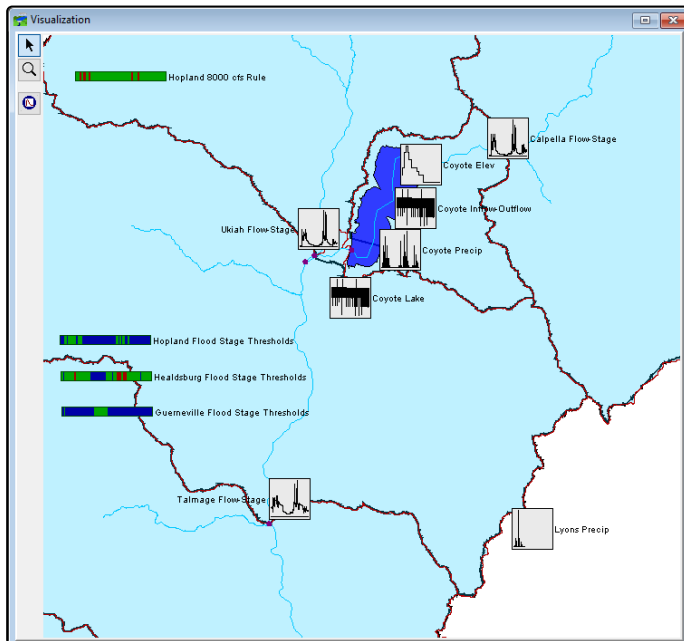 Visualization
Hopland 8000 cfs Rule
Calpella Flow-Stage
Coyote Elev
Coyote Inflow-Outflow
Ukiah Flow-Stage
Coyote Precip
Coyote Lake
Hopland Flood Stage Thresholds
Healdsburg Flood Stage Thresholds
Guerneville Flood Stage Thresholds
Talmage Flow-Stage
Lyons Precip